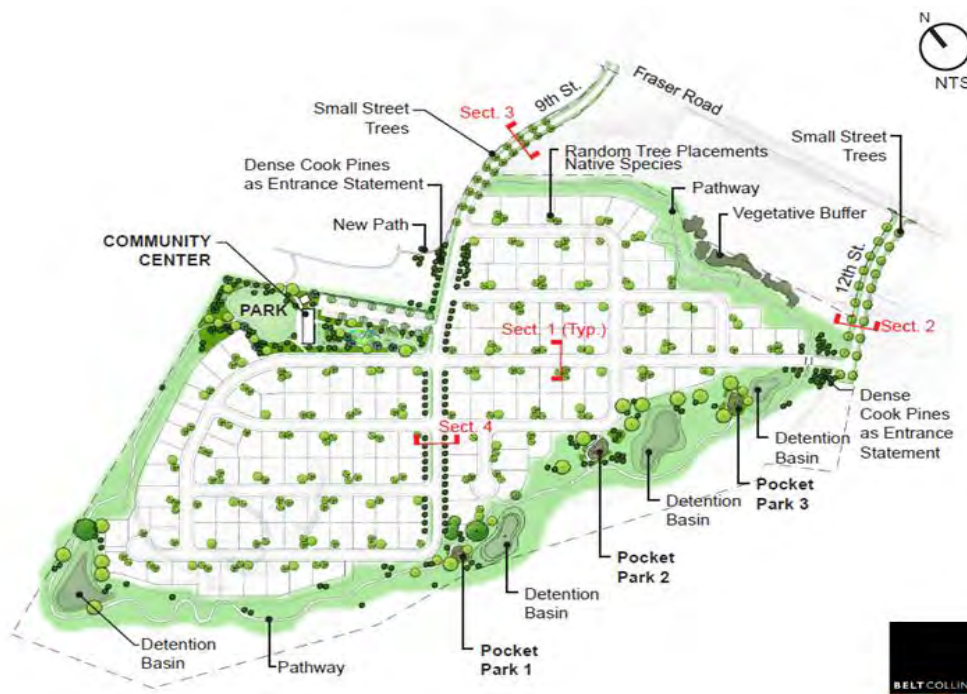 N
NTS
Fraser Road
9th St.
Small Street
Trees
Sect. 3
Small Street
Trees
Random Tree Placements
Native Species
Dense Cook Pines
as Entrance Statement
Pathway
New Path
Vegetative Buffer
COMMUNITY
CENTER
12th St.
PARK
Sect. 1 (Typ.)
Sect. 2
Dense
Cook Pines
as Entrance
Statement
Sect. 4
Detention
Basin
Pocket
Park 3
Detention
Basin
Pocket
Park 2
Detention
Basin
Pocket
Park 1
Detention
Basin
Pathway
BELT COLLIN